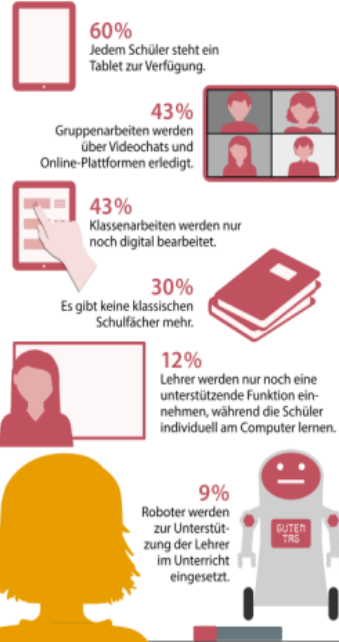 60%
Jedem Schüler steht ein
Tablet zur Verfügung.
43%
Gruppenarbeiten werden
über Videochats und
Online-Plattformen erledigt.
43%
Klassenarbeiten werden nur
noch digital bearbeitet.
30%
Es gibt keine klassischen
Schulfächer mehr.
12%
Lehrer werden nur noch eine
unterstützende Funktion ein-
nehmen, während die Schüler
individuell am Computer lernen.
9%
Roboter werden
zur Unterstüt-
zung der Lehrer
im Unterricht
eingesetzt.
GUTEN
TAG